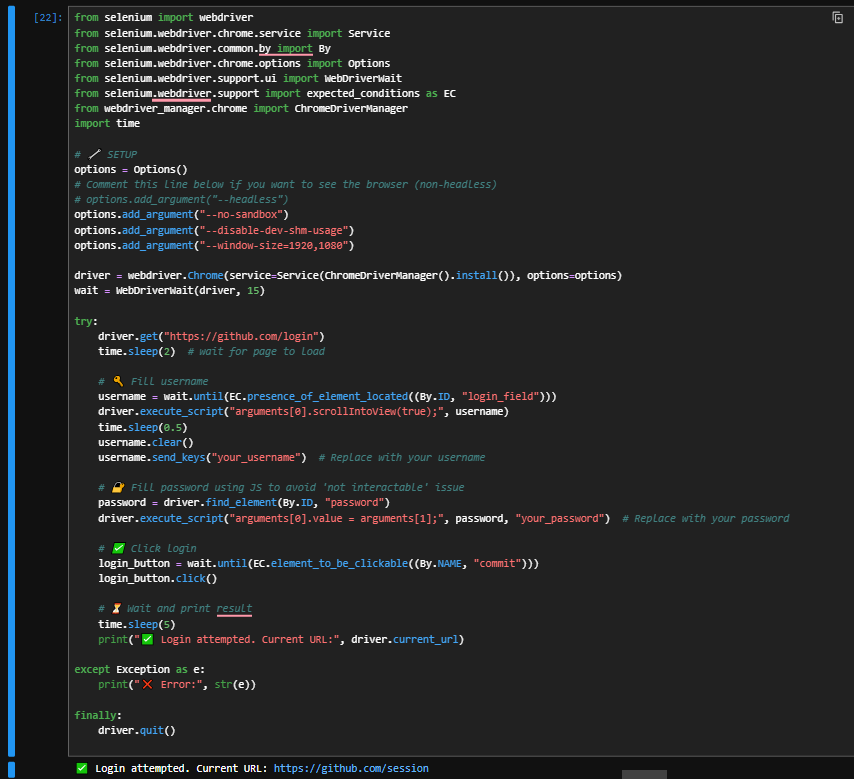 [22]:
from selenium import webdriver
from selenium.webdriver.chrome.service import Service
from selenium.webdriver.common.by import By
from selenium.webdriver.chrome.options import Options
from selenium.webdriver.support.ui import WebDriverWait
from selenium.webdriver.support import expected_conditions as EC
from webdriver_manager.chrome import ChromeDriverManager
import time

# 🪄 SETUP
options = Options()
# Comment this line below if you want to see the browser (non-headless)
# options.add_argument("--headless")
options.add_argument("--no-sandbox")
options.add_argument("--disable-dev-shm-usage")
options.add_argument("--window-size=1920,1080")

driver = webdriver.Chrome(service=Service(ChromeDriverManager().install()), options=options)
wait = WebDriverWait(driver, 15)

try:
    driver.get("https://github.com/login")
    time.sleep(2)  # wait for page to load

    # 🔑 Fill username
    username = wait.until(EC.presence_of_element_located((By.ID, "login_field")))
    driver.execute_script("arguments[0].scrollIntoView(true);", username)
    time.sleep(0.5)
    username.clear()
    username.send_keys("your_username")  # Replace with your username

    # 🔐 Fill password using JS to avoid 'not interactable' issue
    password = driver.find_element(By.ID, "password")
    driver.execute_script("arguments[0].value = arguments[1];", password, "your_password")  # Replace with your password

    # ✅ Click login
    login_button = wait.until(EC.element_to_be_clickable((By.NAME, "commit")))
    login_button.click()

    # ⏳ Wait and print result
    time.sleep(5)
    print("✅ Login attempted. Current URL:", driver.current_url)

except Exception as e:
    print("❌ Error:", str(e))

finally:
    driver.quit()

✅ Login attempted. Current URL: https://github.com/session